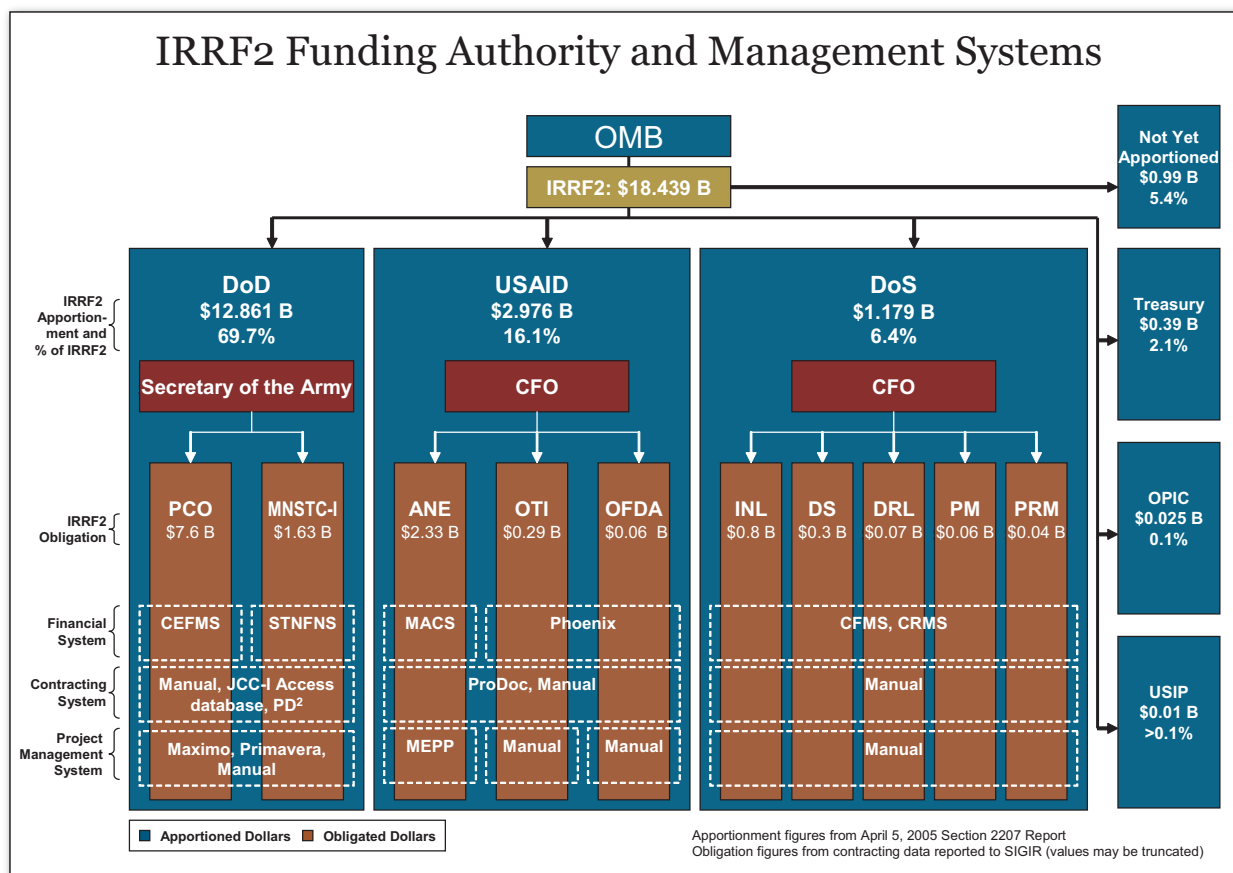 IRRF2 Funding Authority and Management Systems
OMB
IRRF2: $18.439 B
Not Yet
Apportioned
$0.99 B
5.4%
IRRF2
Apportion-
ment and
% of IRRF2
DoD
$12.861 B
69.7%
USAID
$2.976 B
16.1%
DoS
$1.179 B
6.4%
Treasury
$0.39 B
2.1%
Secretary of the Army
CFO
CFO
IRRF2
Obligation
PCO
$7.6 B
MNSTC-I
$1.63 B
ANE
$2.33 B
OTI
$0.29 B
OFDA
$0.06 B
INL
$0.8 B
DS
$0.3 B
DRL
$0.07 B
PM
$0.06 B
PRM
$0.04 B
OPIC
$0.025 B
0.1%
Financial
System
CEFMS
STNFNS
MACS
Phoenix
CFMS, CRMS
Contracting
System
Manual, JCC-I Access
database, PD²
ProDoc, Manual
Manual
USIP
$0.01 B
>0.1%
Project
Management
System
Maximo, Primavera,
Manual
MEPP
Manual
Manual
Manual
Apportioned Dollars
Obligated Dollars
Apportionment figures from April 5, 2005 Section 2207 Report
Obligation figures from contracting data reported to SIGIR (values may be truncated)